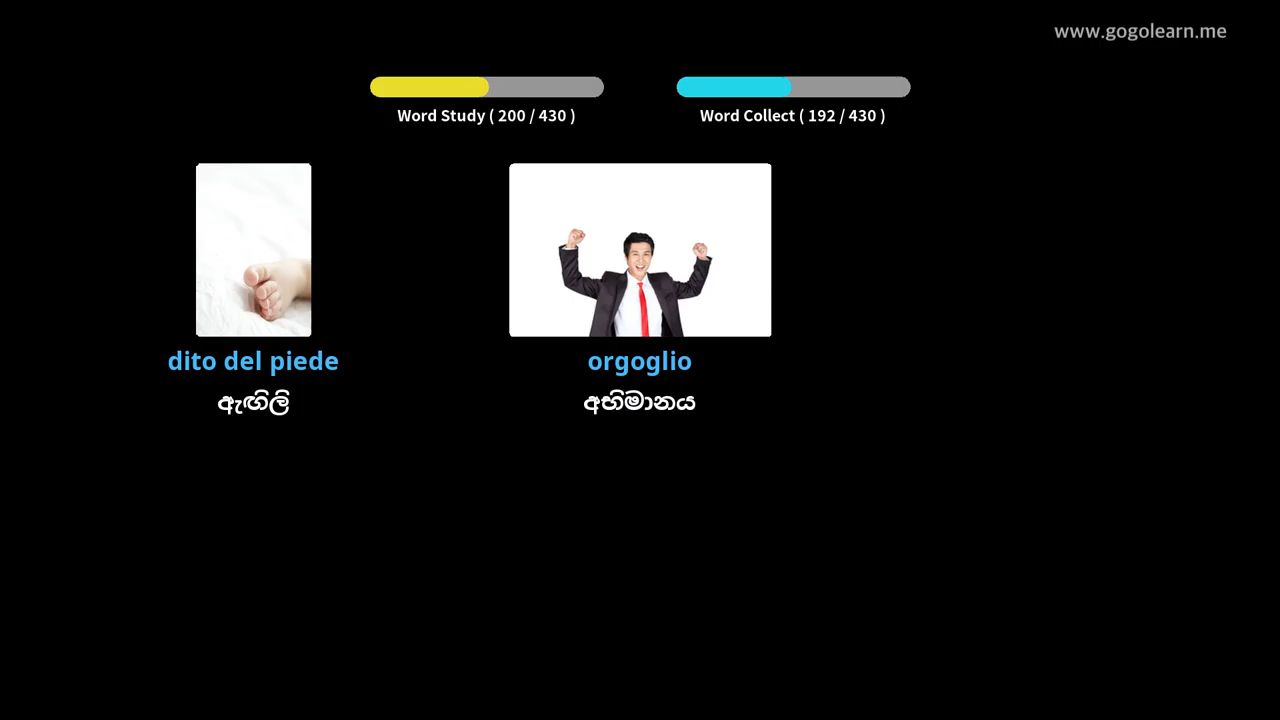 www.gogolearn.me
Word Study ( 200 / 430 )
Word Collect ( 192 / 430 )
dito del piede
orgoglio
ඇඟිලි
අභිමානය